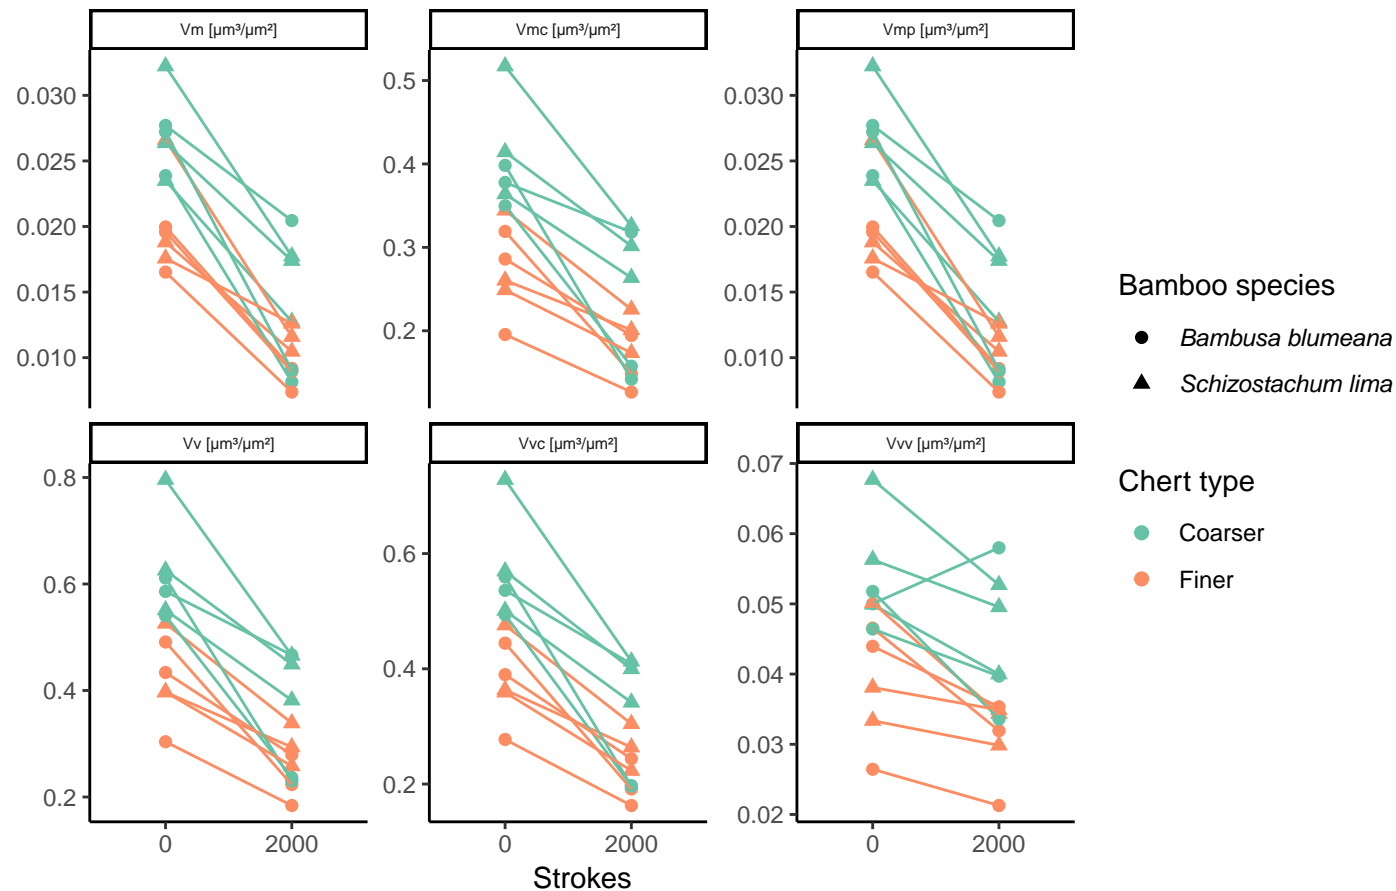 Vm [µm³/µm²]
Vmc [µm³/µm²]
Vmp [µm³/µm²]
0.030
0.025
0.020
0.015
0.010
0.5
0.4
0.3
0.2
0.030
0.025
0.020
0.015
0.010
Vv [µm³/µm²]
Vvc [µm³/µm²]
Vvv [µm³/µm²]
0.8
0.6
0.4
0.2
0.6
0.4
0.2
0.07
0.06
0.05
0.04
0.03
0.02
0 2000
0 2000
0 2000
Strokes
Bamboo species
Bambusa blumeana
Schizostachum lima
Chert type
Coarser
Finer